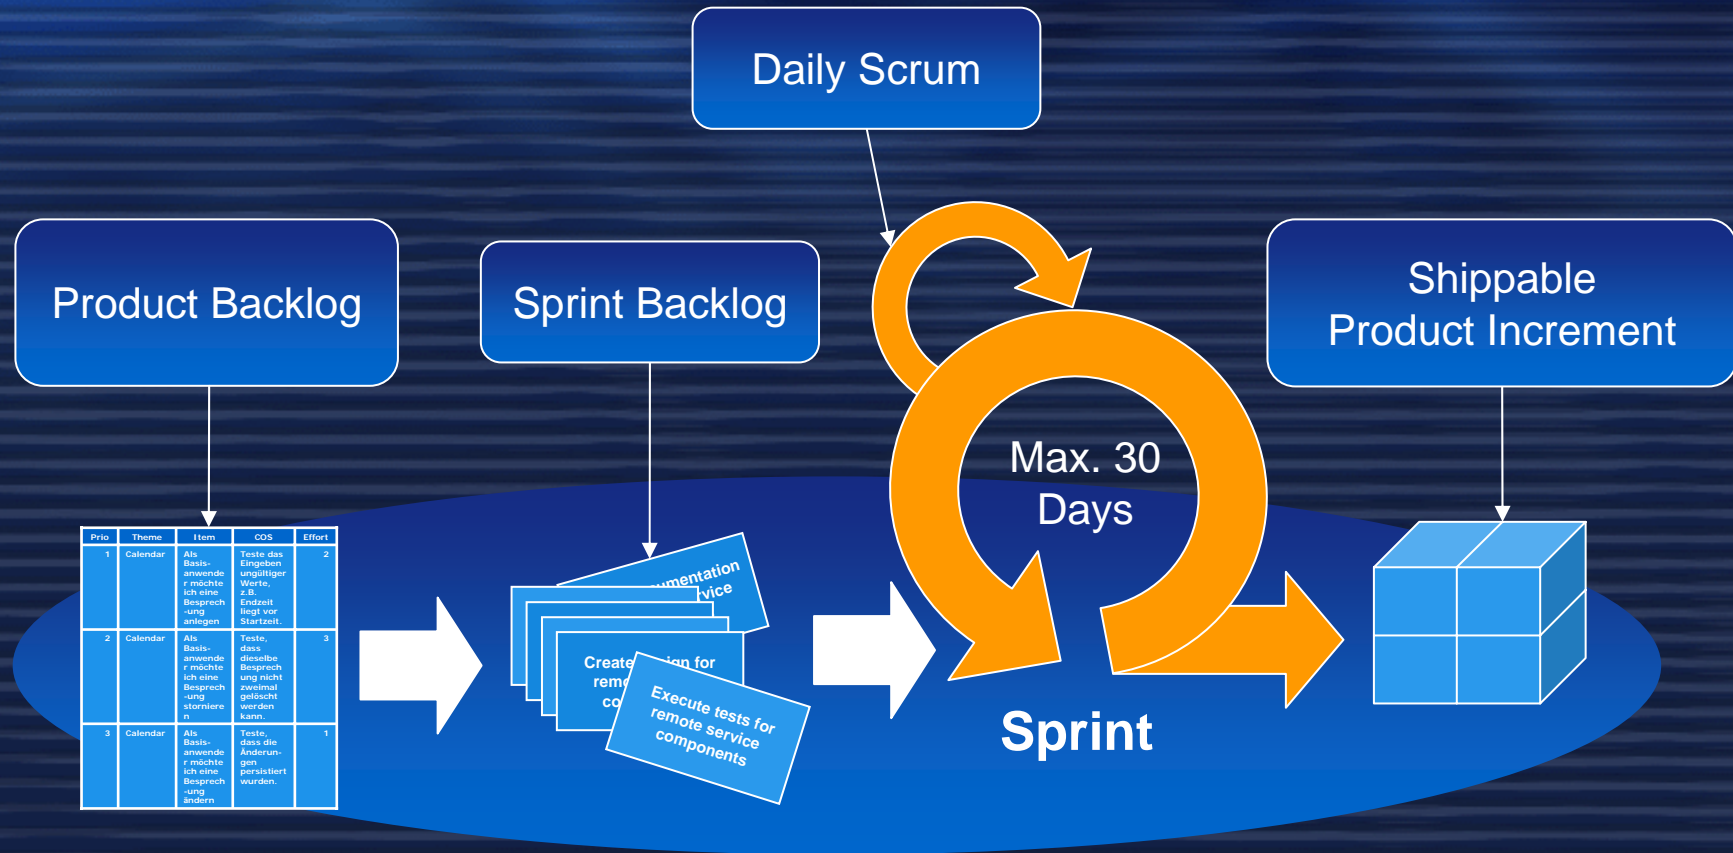 Daily Scrum
Product Backlog
Sprint Backlog
Shippable
Product Increment
Max. 30
Days
Prio Theme Item COS Effort
1 Calendar Als
Basis-
anwende
r möchte
ich eine
Besprech
-ung
anlegen
Teste das
Eingeben
ungültiger
Werte,
z.B.
Endzeit
liegt vor
Startzeit.
2
2 Calendar Als
Basis-
anwende
r möchte
ich eine
Besprech
-ung
storniere
n
Teste,
dass
dieselbe
Besprech
ung nicht
zweimal
gelöscht
werden
kann.
3
3 Calendar Als
Basis-
anwende
r möchte
ich eine
Besprech
-ung
ändern
Teste,
dass die
Änderun-
gen
persistiert
wurden.
1
Create for
Execute tests for
remote service
components
Sprint